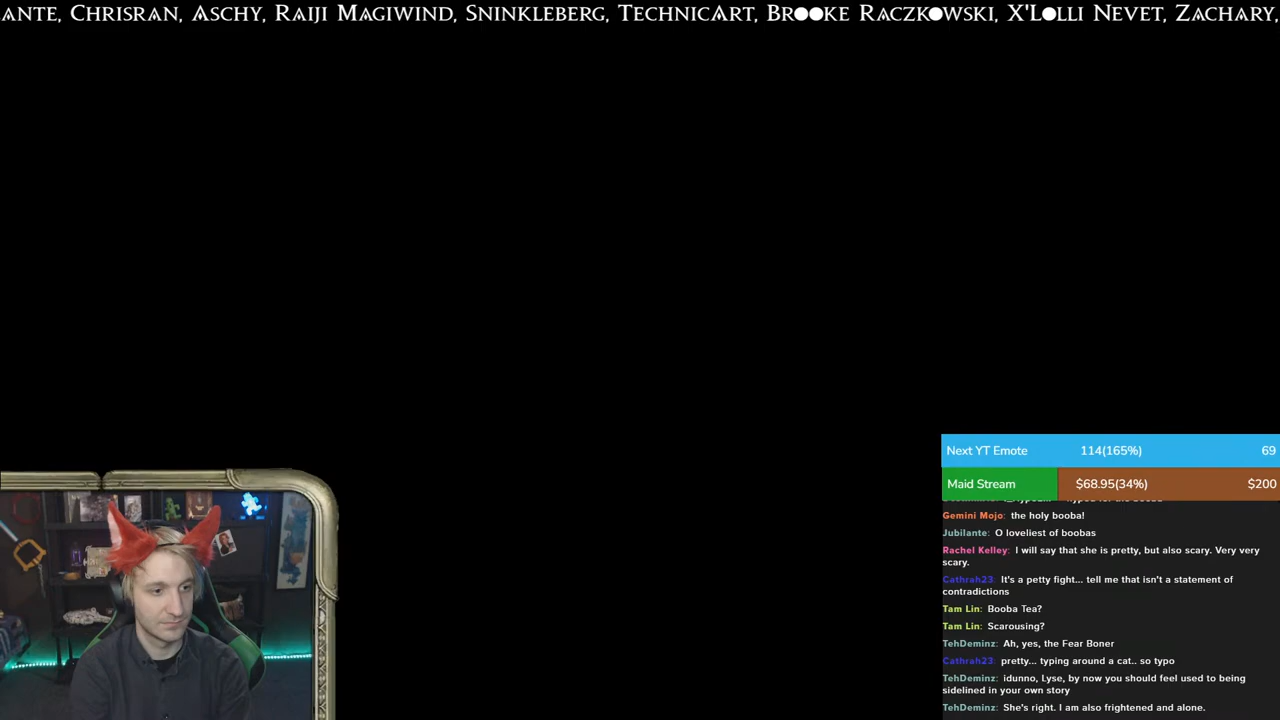 ANTE, CHRISRAN, ASCHY, RAIJI MAGIWIND, SNINKLEBERG, TECHNICART, BROOKE RACZKOWSKI, X'LOLLI NEVET, ZACHARY,
Next YT Emote 114(165%) 69
Maid Stream $68.95(34%) $200
Gemini Mojo: the holy booba!
Jubilante: O loveliest of boobas
Rachel Kelley: I will say that she is pretty, but also scary. Very very
scary.
Cathrah23: It's a petty fight... tell me that isn't a statement of
contradictions
Tam Lin: Booba Tea?
Tam Lin: Scarousing?
TehDeminz: Ah, yes, the Fear Boner
Cathrah23: pretty... typing around a cat.. so typo
TehDeminz: idunno, Lyse, by now you should feel used to being
sidelined in your own story
TehDeminz: She's right. I am also frightened and alone.